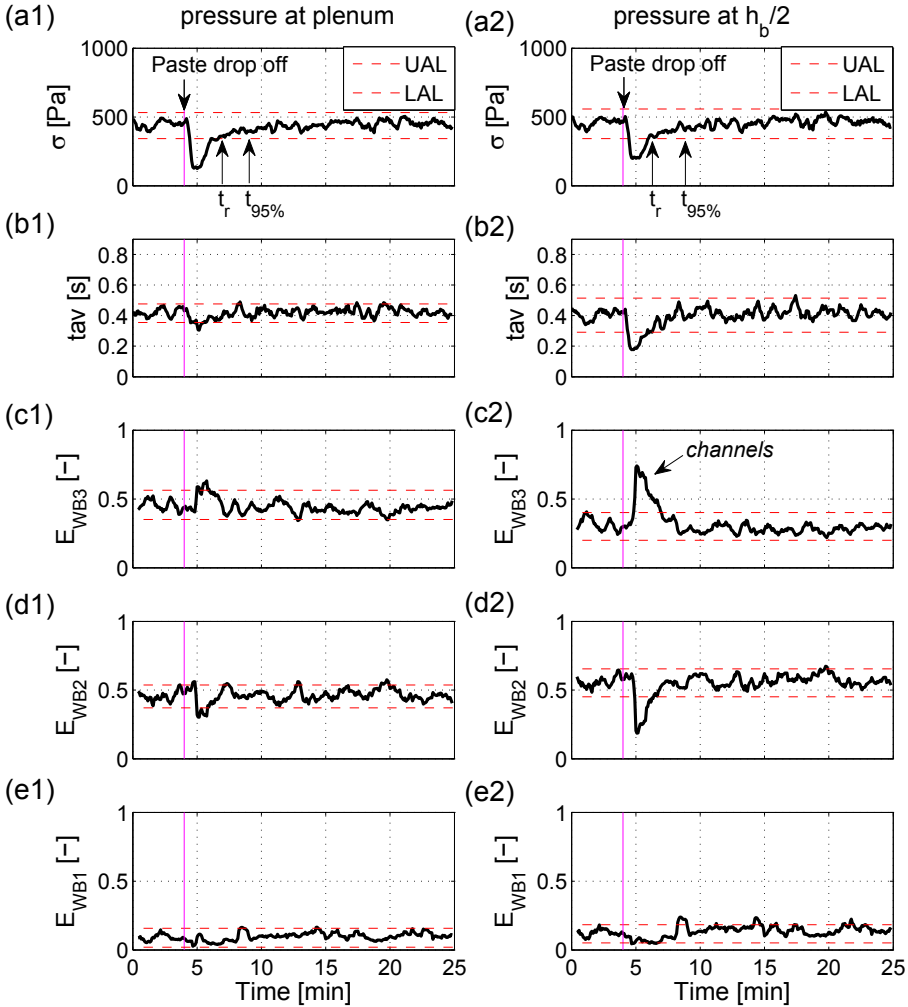 (a1) pressure at plenum
(a2) pressure at h_b/2
1000
500
0
σ [Pa]
Paste drop off
UAL
LAL
t_r t_95%
1000
500
0
σ [Pa]
Paste drop off
UAL
LAL
t_r t_95%
(b1)
0.8
0.6
0.4
0.2
0
tav [s]
(b2)
0.8
0.6
0.4
0.2
0
tav [s]
(c1)
1
0.5
0
E_WB3 [−]
(c2)
1
0.5
0
E_WB3 [−]
channels
(d1)
1
0.5
0
E_WB2 [−]
(d2)
1
0.5
0
E_WB2 [−]
(e1)
1
0.5
0
E_WB1 [−]
0 5 10 15 20 25
Time [min]
(e2)
1
0.5
0
E_WB1 [−]
0 5 10 15 20 25
Time [min]